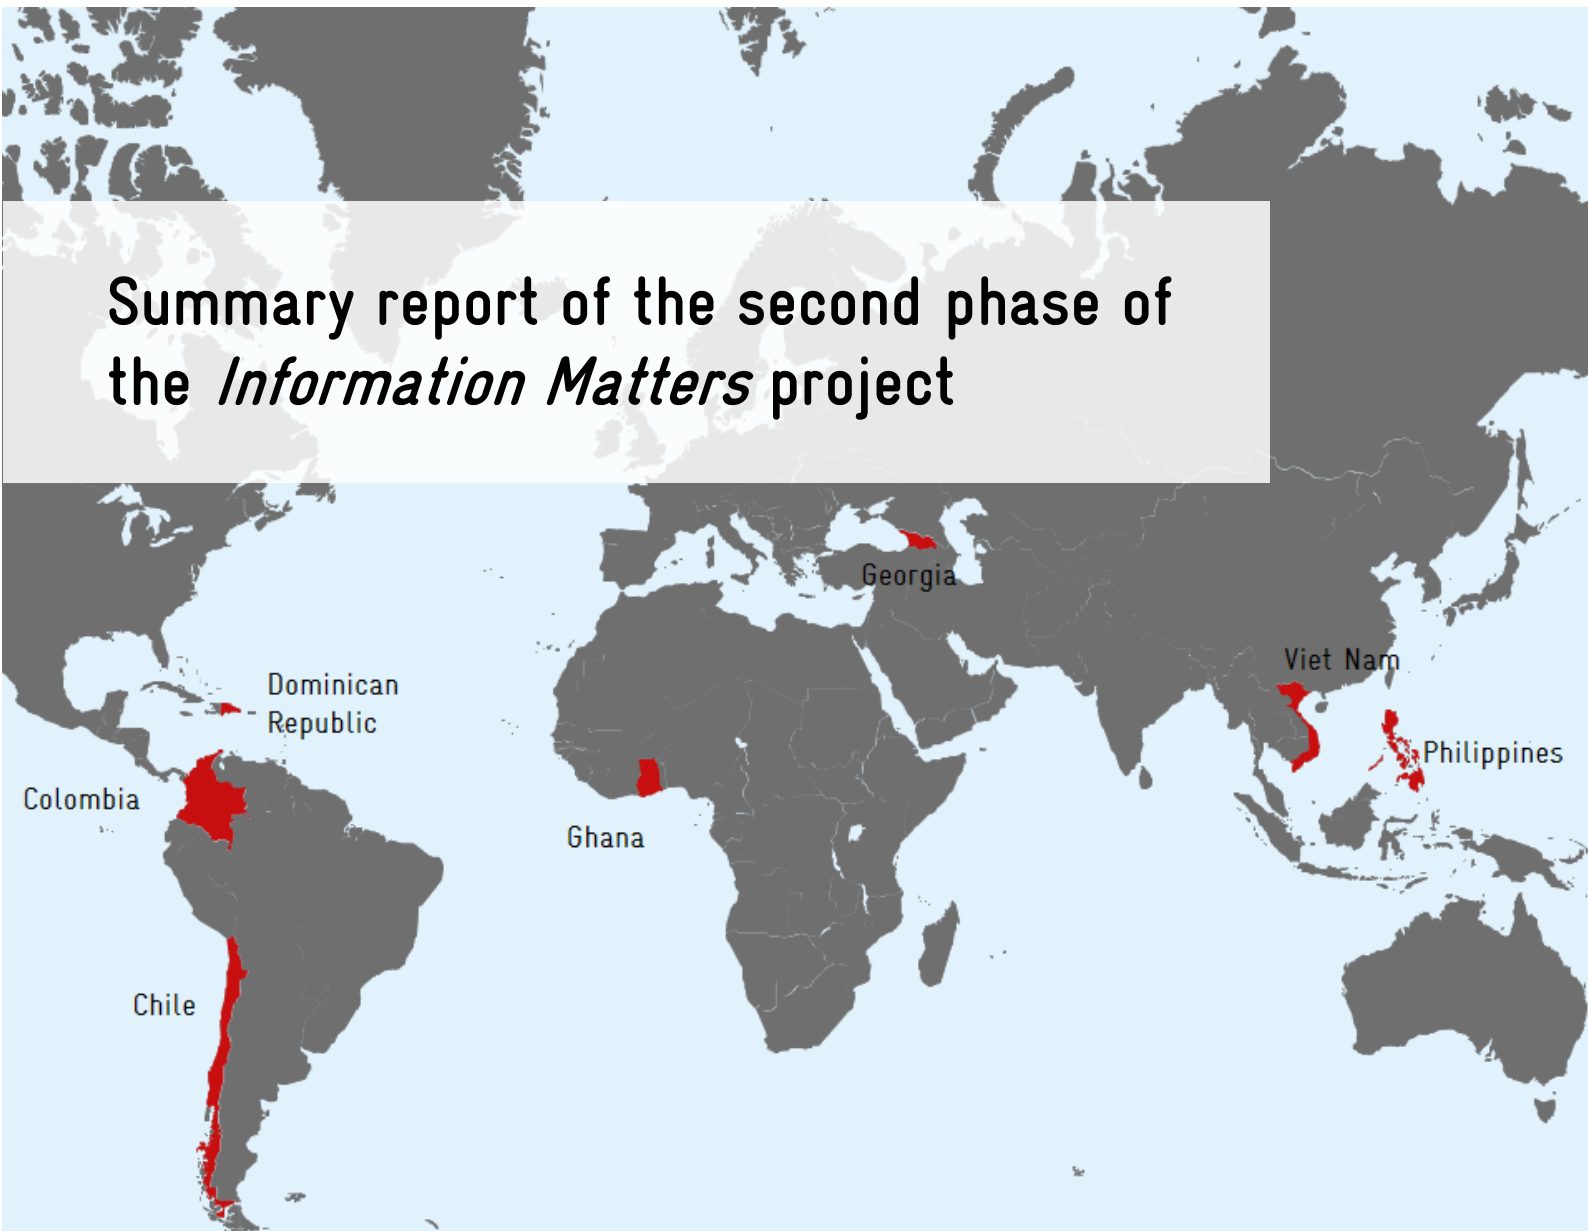 Summary report of the second phase of
the Information Matters project
Georgia
Viet Nam
Dominican
Republic
Philippines
Colombia
Ghana
Chile